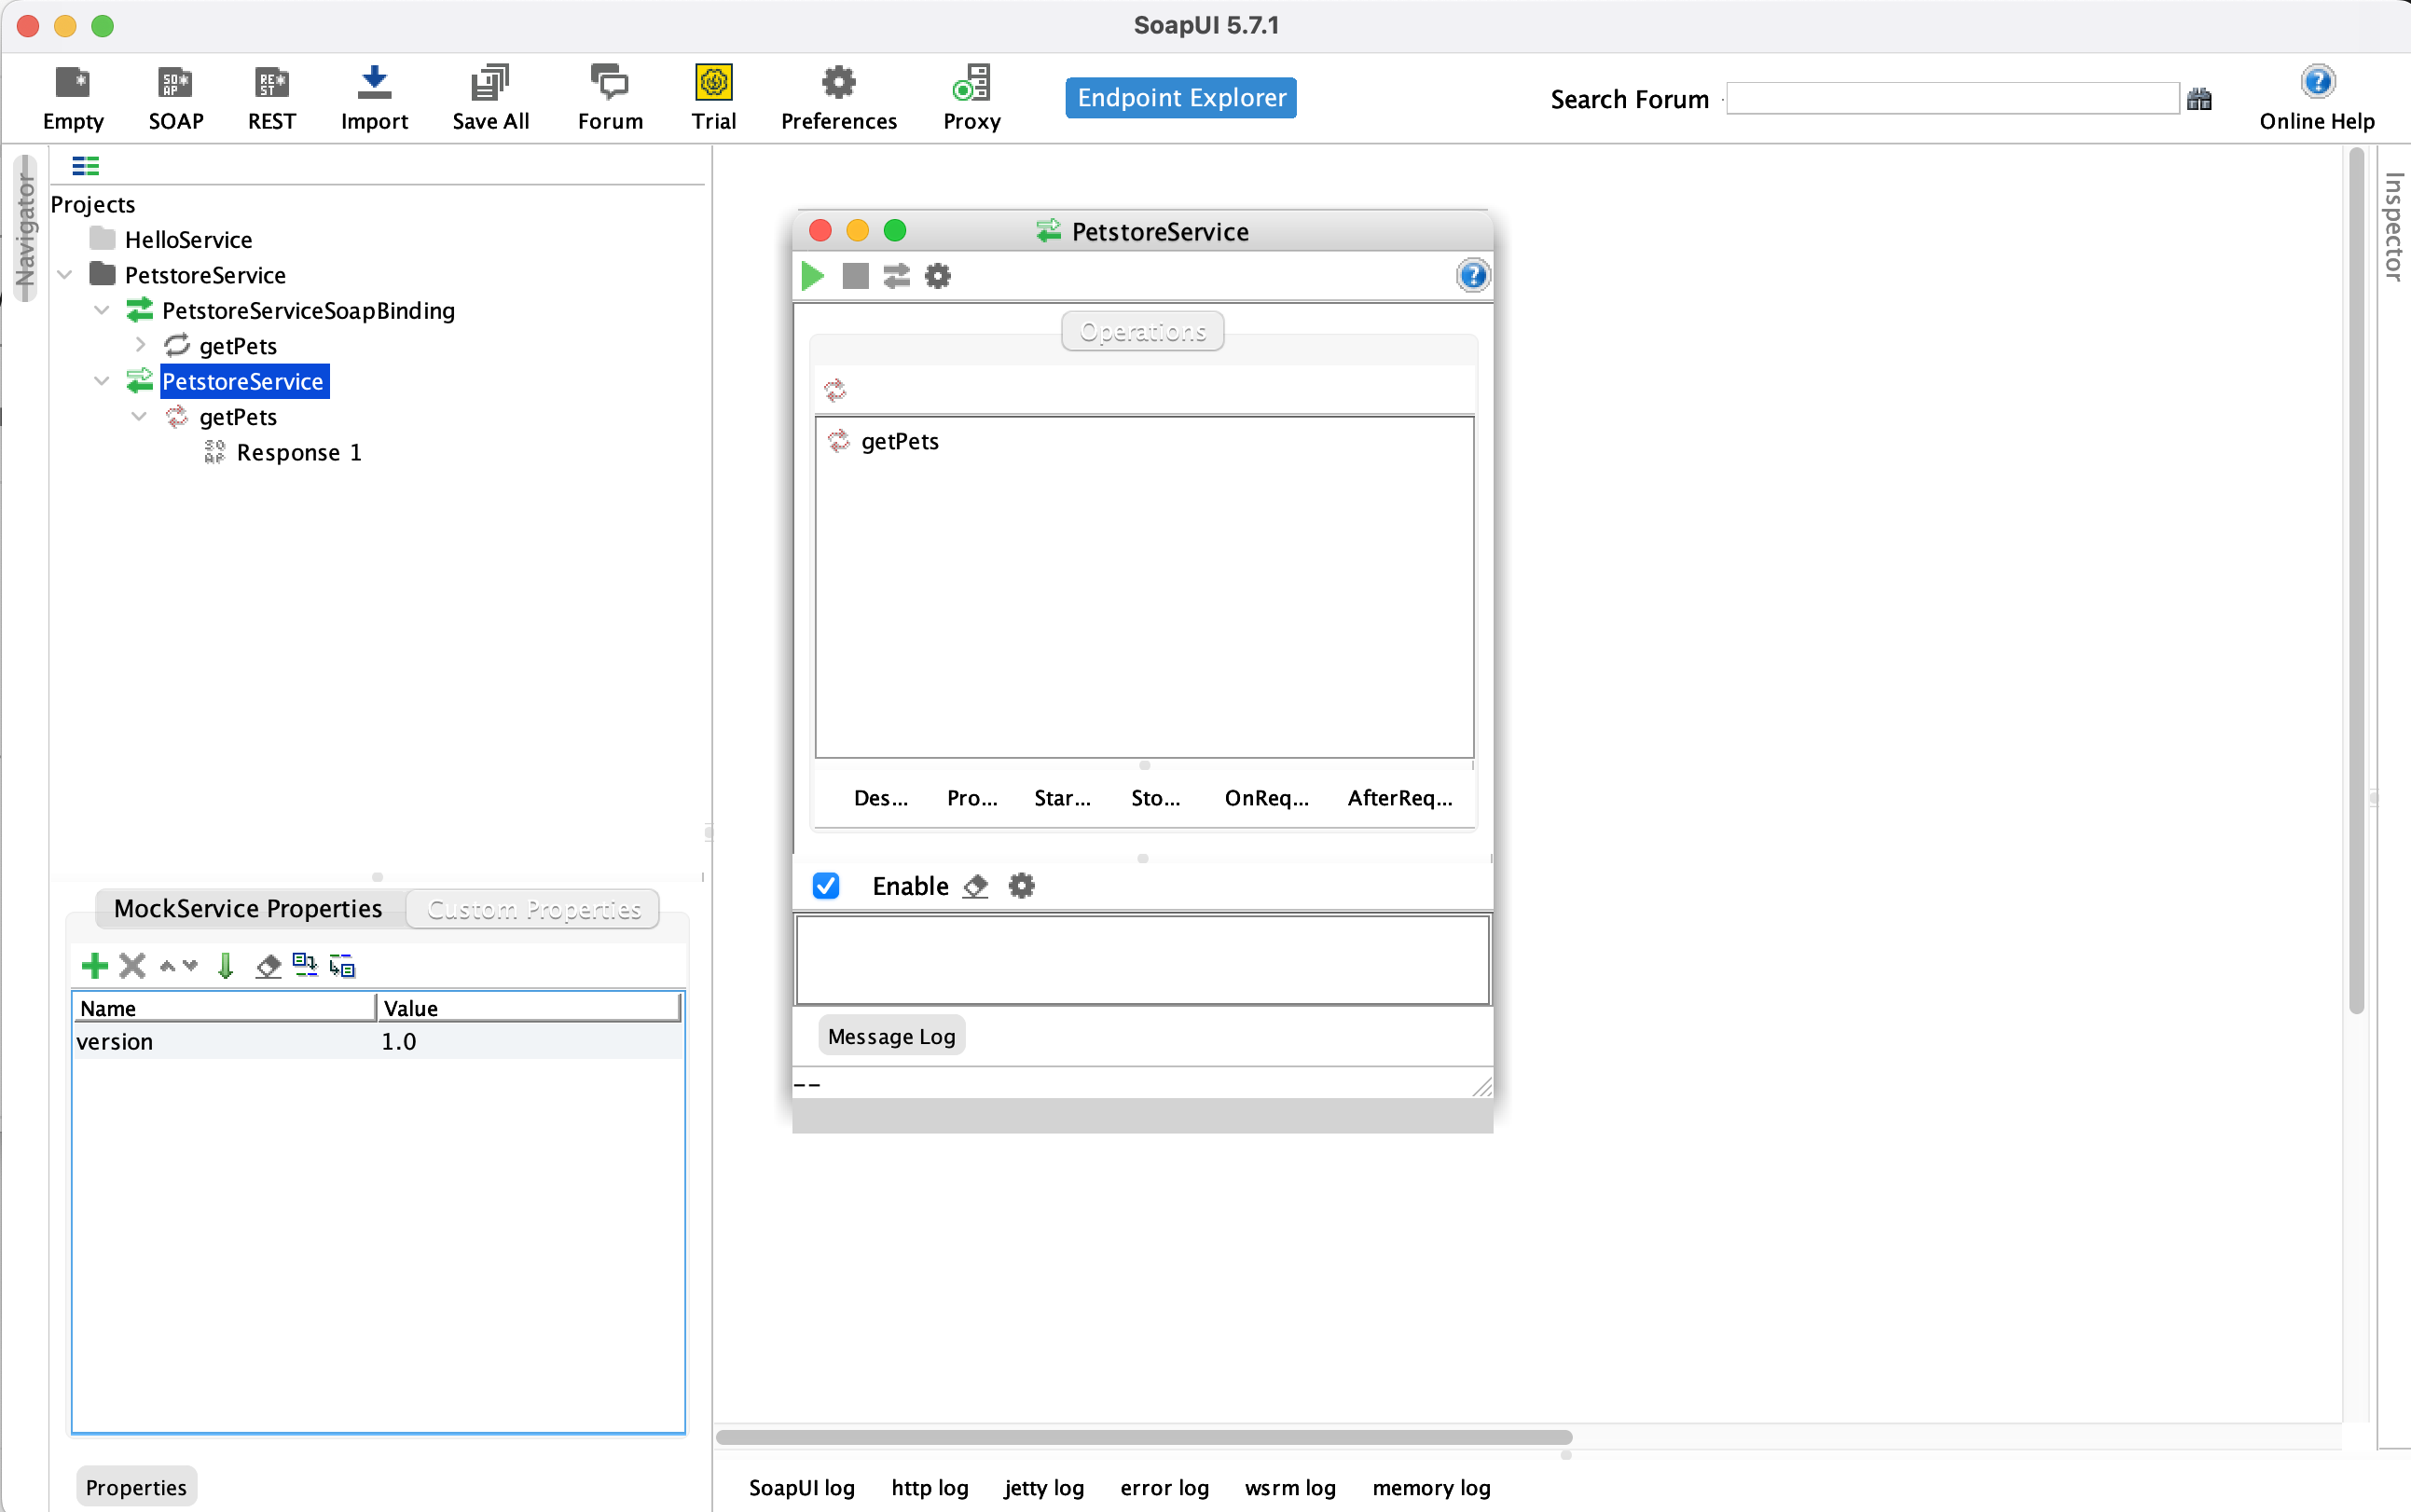 SoapUI 5.7.1
Empty SOAP REST Import Save All Forum Trial Preferences Proxy Endpoint Explorer Search Forum Online Help
Navigator
Inspector
Projects
HelloService
PetstoreService
PetstoreServiceSoapBinding
getPets
PetstoreService
getPets
Response 1
MockService Properties Custom Properties
Name Value
version 1.0
Properties
PetstoreService
Operations
getPets
Des... Pro... Star... Sto... OnReq... AfterReq...
Enable
Message Log
--
SoapUI log http log jetty log error log wsrm log memory log